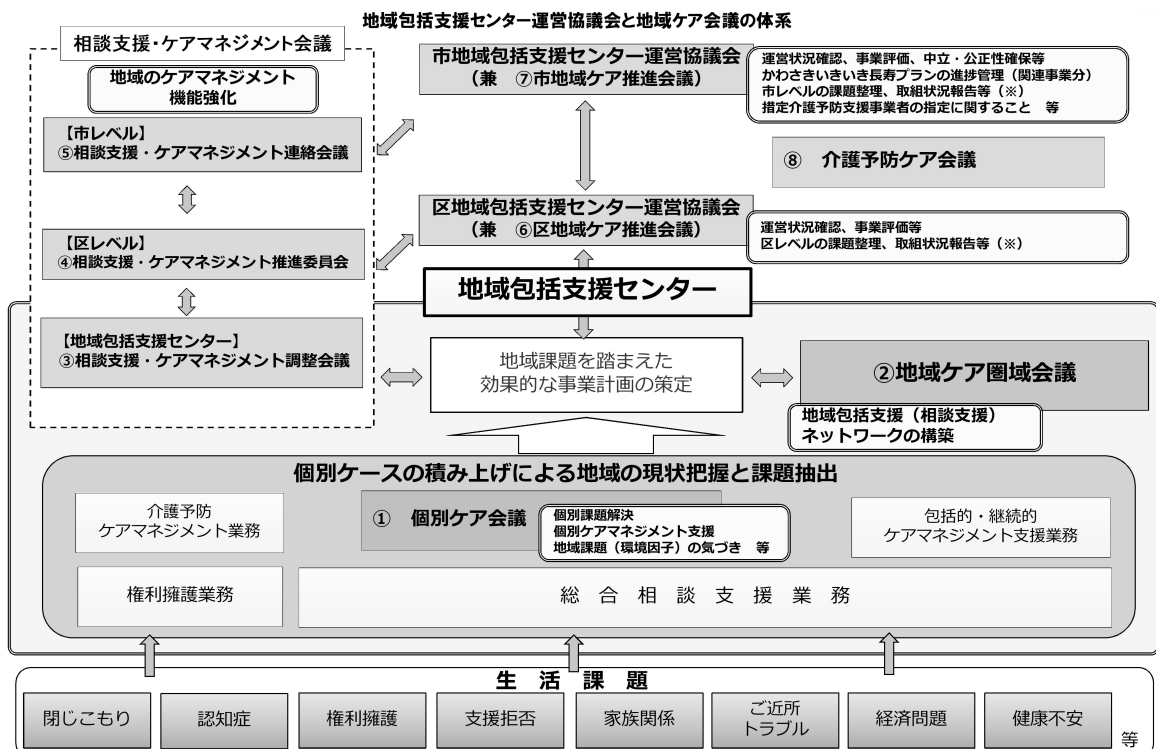 地域包括支援センター運営協議会と地域ケア会議の体系
相談支援・ケアマネジメント会議
地域のケアマネジメント
機能強化
【市レベル】
⑤相談支援・ケアマネジメント連絡会議
【区レベル】
④相談支援・ケアマネジメント推進委員会
【地域包括支援センター】
③相談支援・ケアマネジメント調整会議
市地域包括支援センター運営協議会
（兼　⑦市地域ケア推進会議）
運営状況確認、事業評価、中立・公正性確保等
かわさきいきいき長寿プランの進捗管理（関連事業分）
市レベルの課題整理、取組状況報告等（※）
措定介護予防支援事業者の指定に関すること　等
⑧　介護予防ケア会議
区地域包括支援センター運営協議会
（兼　⑥区地域ケア推進会議）
運営状況確認、事業評価等
区レベルの課題整理、取組状況報告等（※）
地域包括支援センター
地域課題を踏まえた
効果的な事業計画の策定
②地域ケア圏域会議
地域包括支援（相談支援）
ネットワークの構築
個別ケースの積み上げによる地域の現状把握と課題抽出
介護予防
ケアマネジメント業務
①　個別ケア会議
個別課題解決
個別ケアマネジメント支援
地域課題（環境因子）の気づき　等
包括的・継続的
ケアマネジメント支援業務
権利擁護業務
総　合　相　談　支　援　業　務
生　活　課　題
閉じこもり
認知症
権利擁護
支援拒否
家族関係
ご近所
トラブル
経済問題
健康不安
等